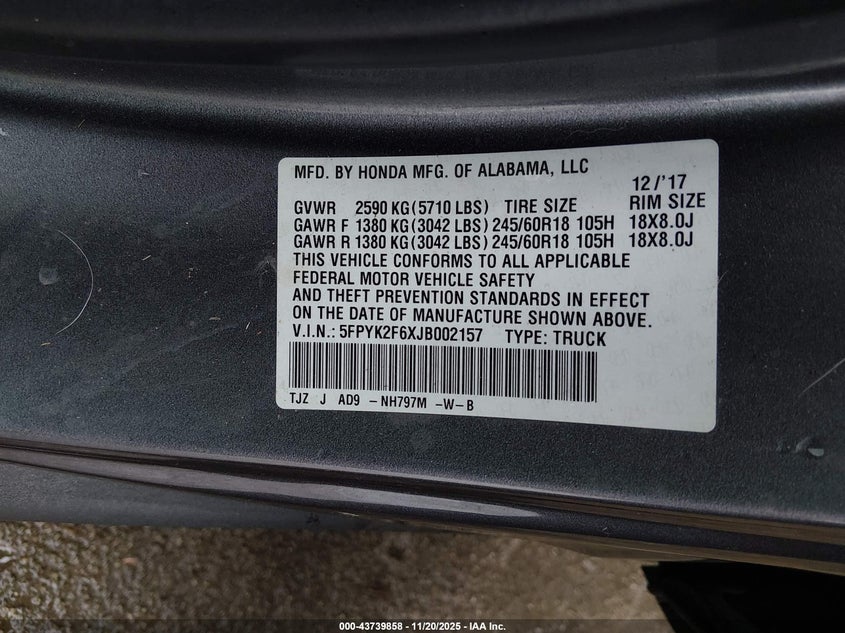 MFD. BY HONDA MFG. OF ALABAMA, LLC
12/'17
GVWR 2590 KG(5710 LBS) TIRE SIZE RIM SIZE
GAWR F 1380 KG(3042 LBS) 245/60R18 105H 18X8.0J
GAWR R 1380 KG(3042 LBS) 245/60R18 105H 18X8.0J
THIS VEHICLE CONFORMS TO ALL APPLICABLE
FEDERAL MOTOR VEHICLE SAFETY
AND THEFT PREVENTION STANDARDS IN EFFECT
ON THE DATE OF MANUFACTURE SHOWN ABOVE.
V.I.N.: 5FPYK2F6XJB002157 TYPE: TRUCK
TJZ J AD9 -NH797M -W-B
000-43739858 - 11/20/2025 - IAA Inc.